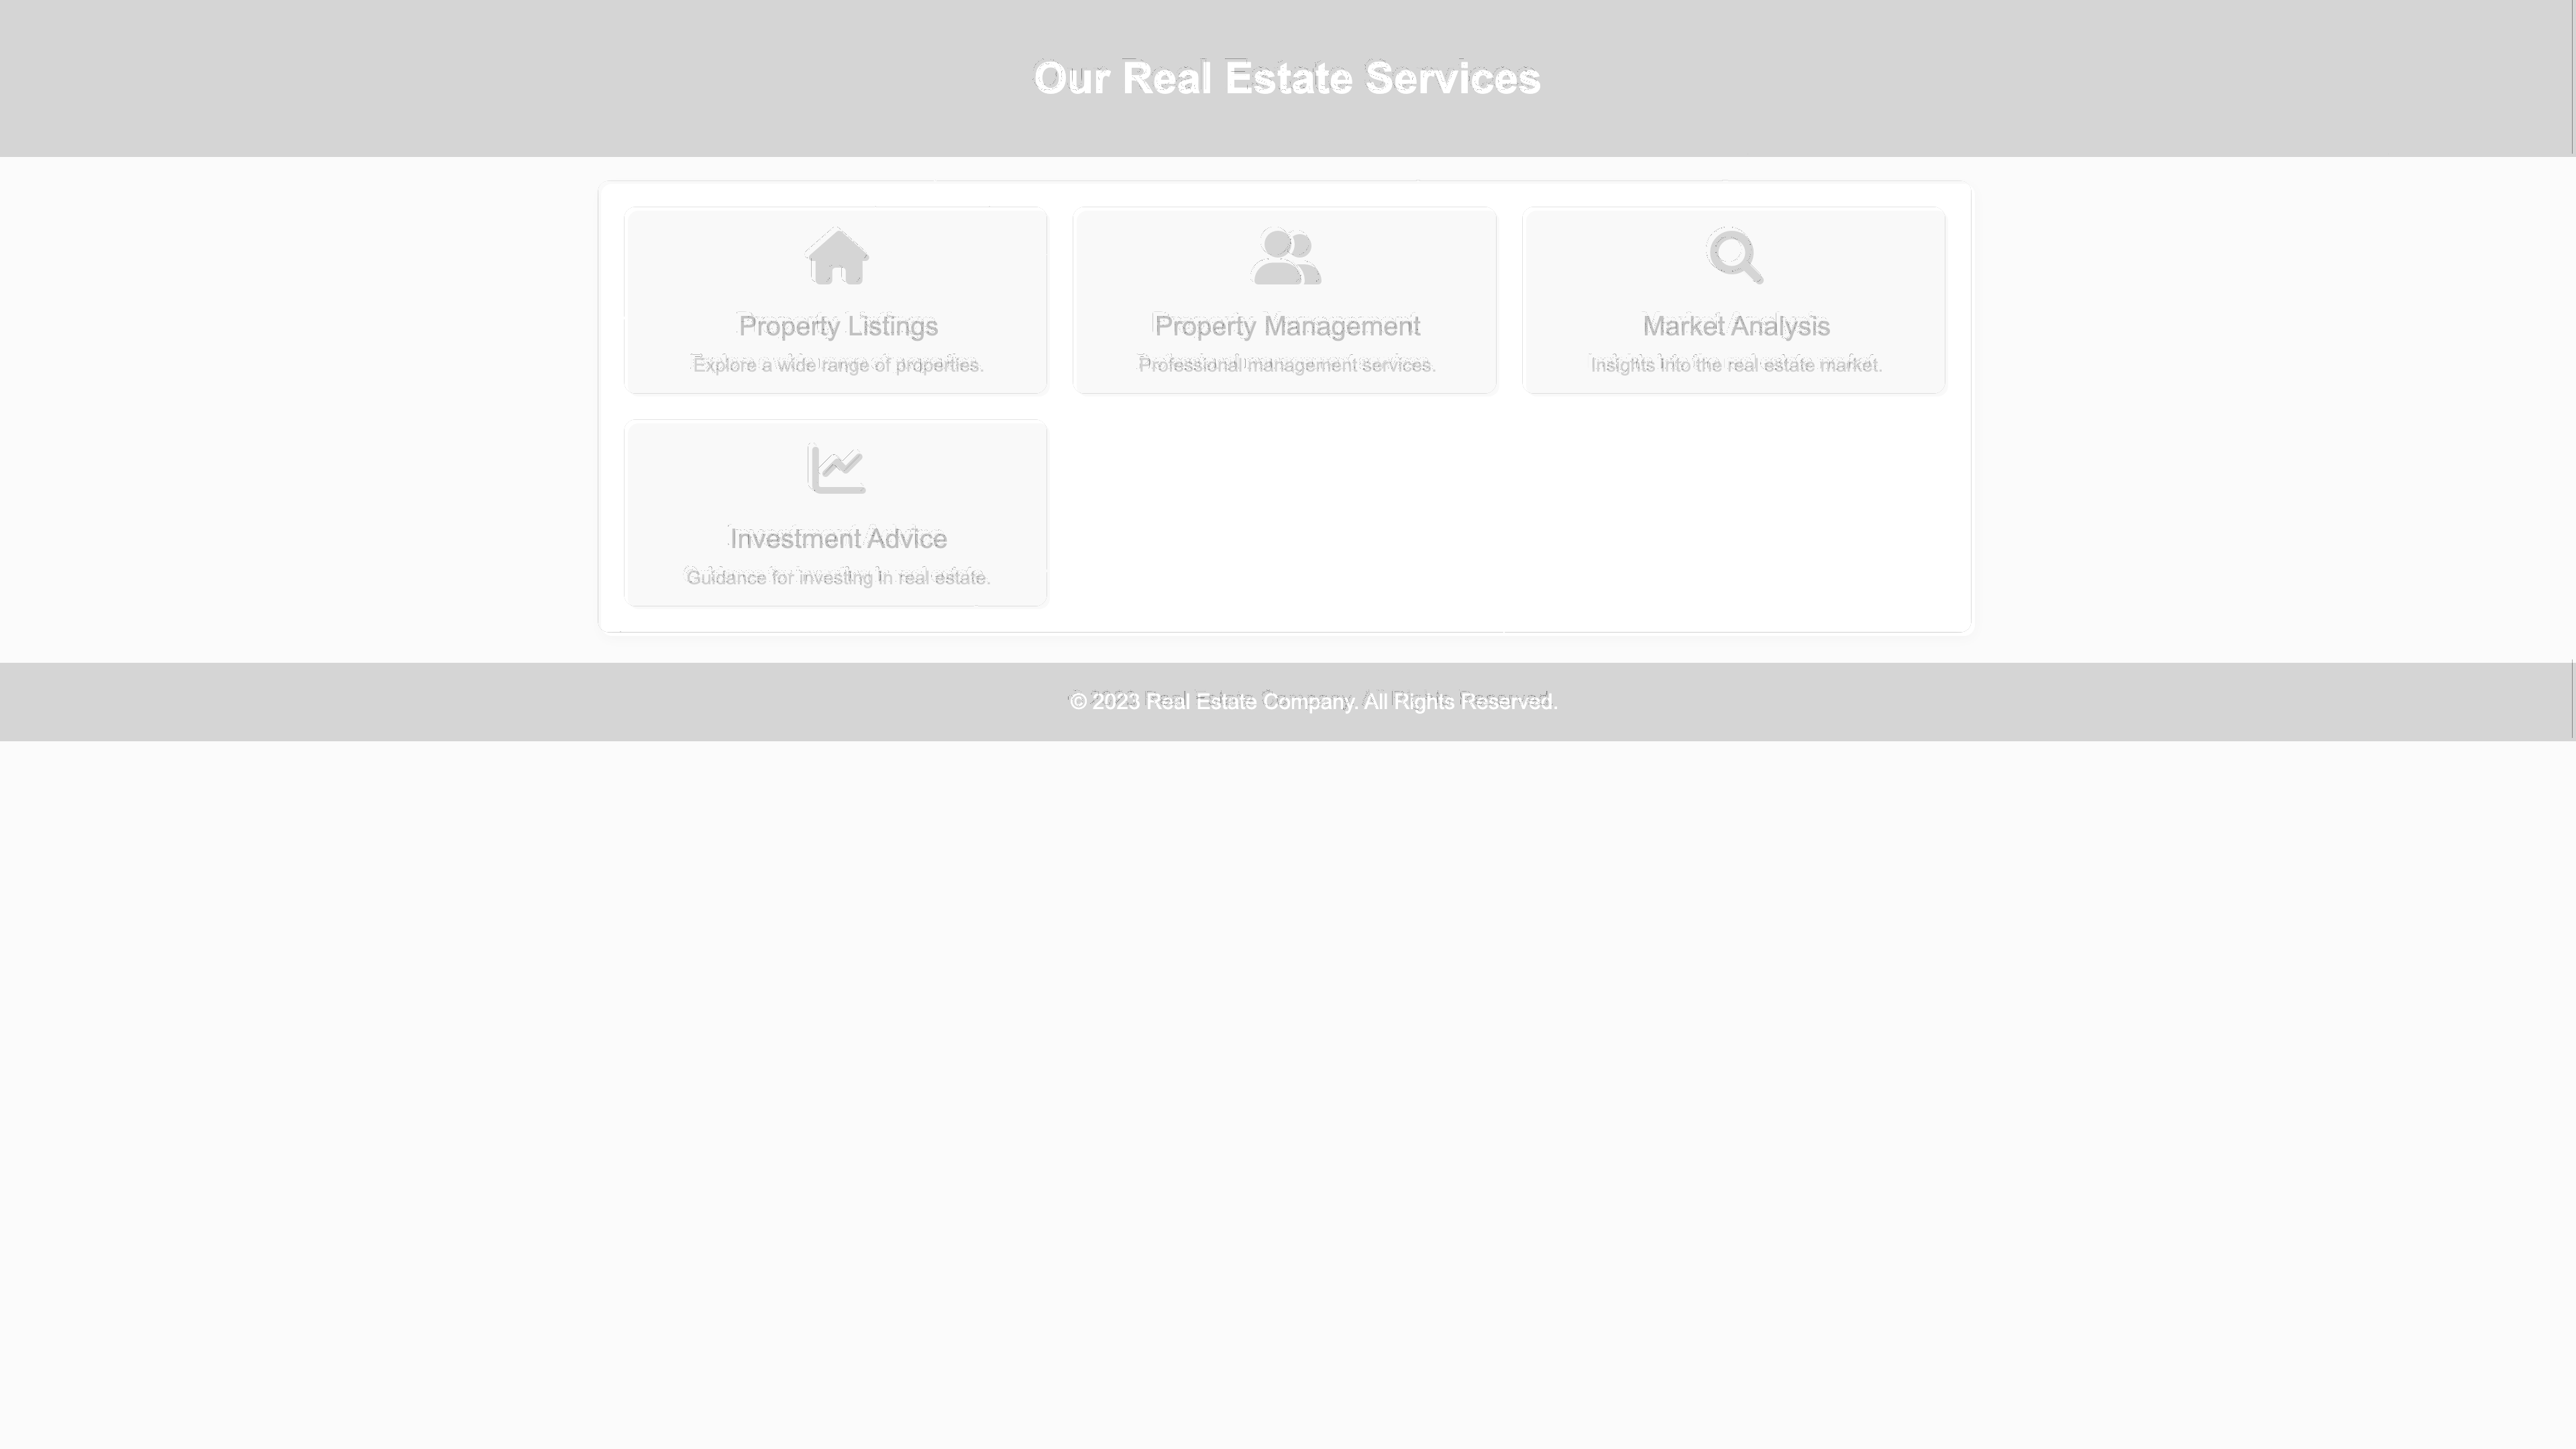 Our Real Estate Services
Property Listings
Explore a wide range of properties.
Property Management
Professional management services.
Market Analysis
Insights into the real estate market.
Investment Advice
Guidance for investing in real estate.
© 2023 Real Estate Company. All Rights Reserved.